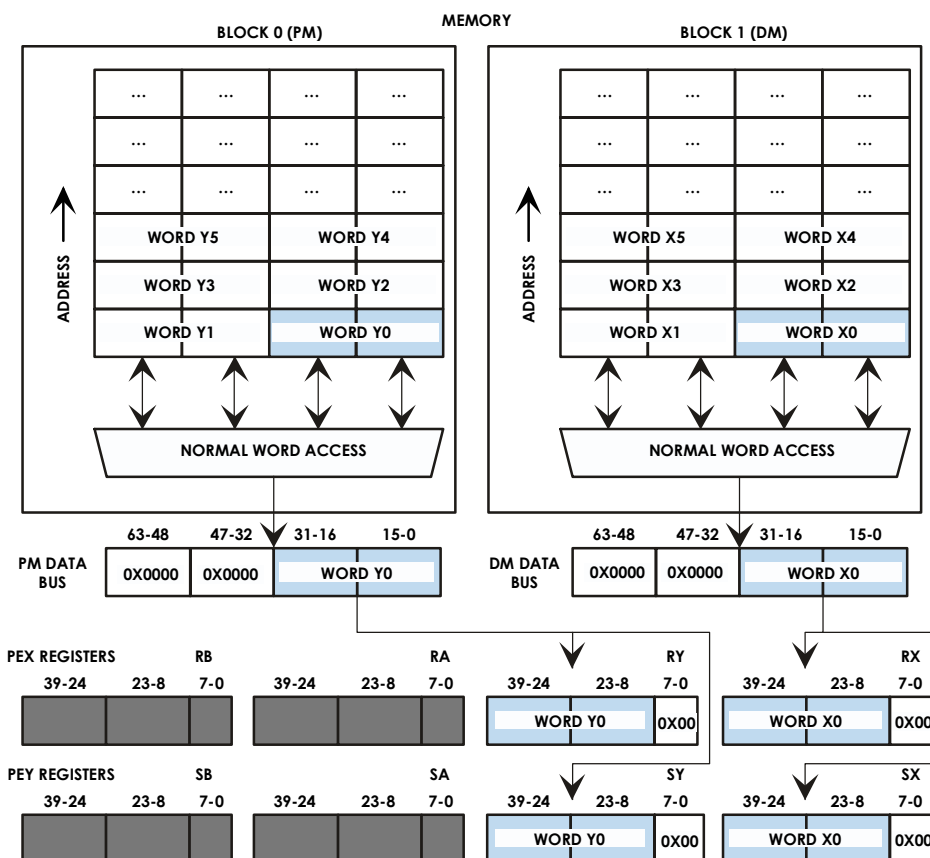 MEMORY
BLOCK 0 (PM) BLOCK 1 (DM)
... ... ... ... ... ... ... ...
... ... ... ... ... ... ... ...
... ... ... ... ... ... ... ...
WORD Y5 WORD Y4 WORD X5 WORD X4
ADDRESS WORD Y3 WORD Y2 ADDRESS WORD X3 WORD X2
WORD Y1 WORD Y0 WORD X1 WORD X0
NORMAL WORD ACCESS NORMAL WORD ACCESS
63-48 47-32 31-16 15-0 63-48 47-32 31-16 15-0
PM DATA BUS 0X0000 0X0000 WORD Y0 DM DATA BUS 0X0000 0X0000 WORD X0
PEX REGISTERS RB RA RY RX
39-24 23-8 7-0 39-24 23-8 7-0 39-24 23-8 7-0 39-24 23-8 7-0
WORD Y0 0X00 WORD X0 0X00
PEY REGISTERS SB SA SY SX
39-24 23-8 7-0 39-24 23-8 7-0 39-24 23-8 7-0 39-24 23-8 7-0
WORD Y0 0X00 WORD X0 0X00